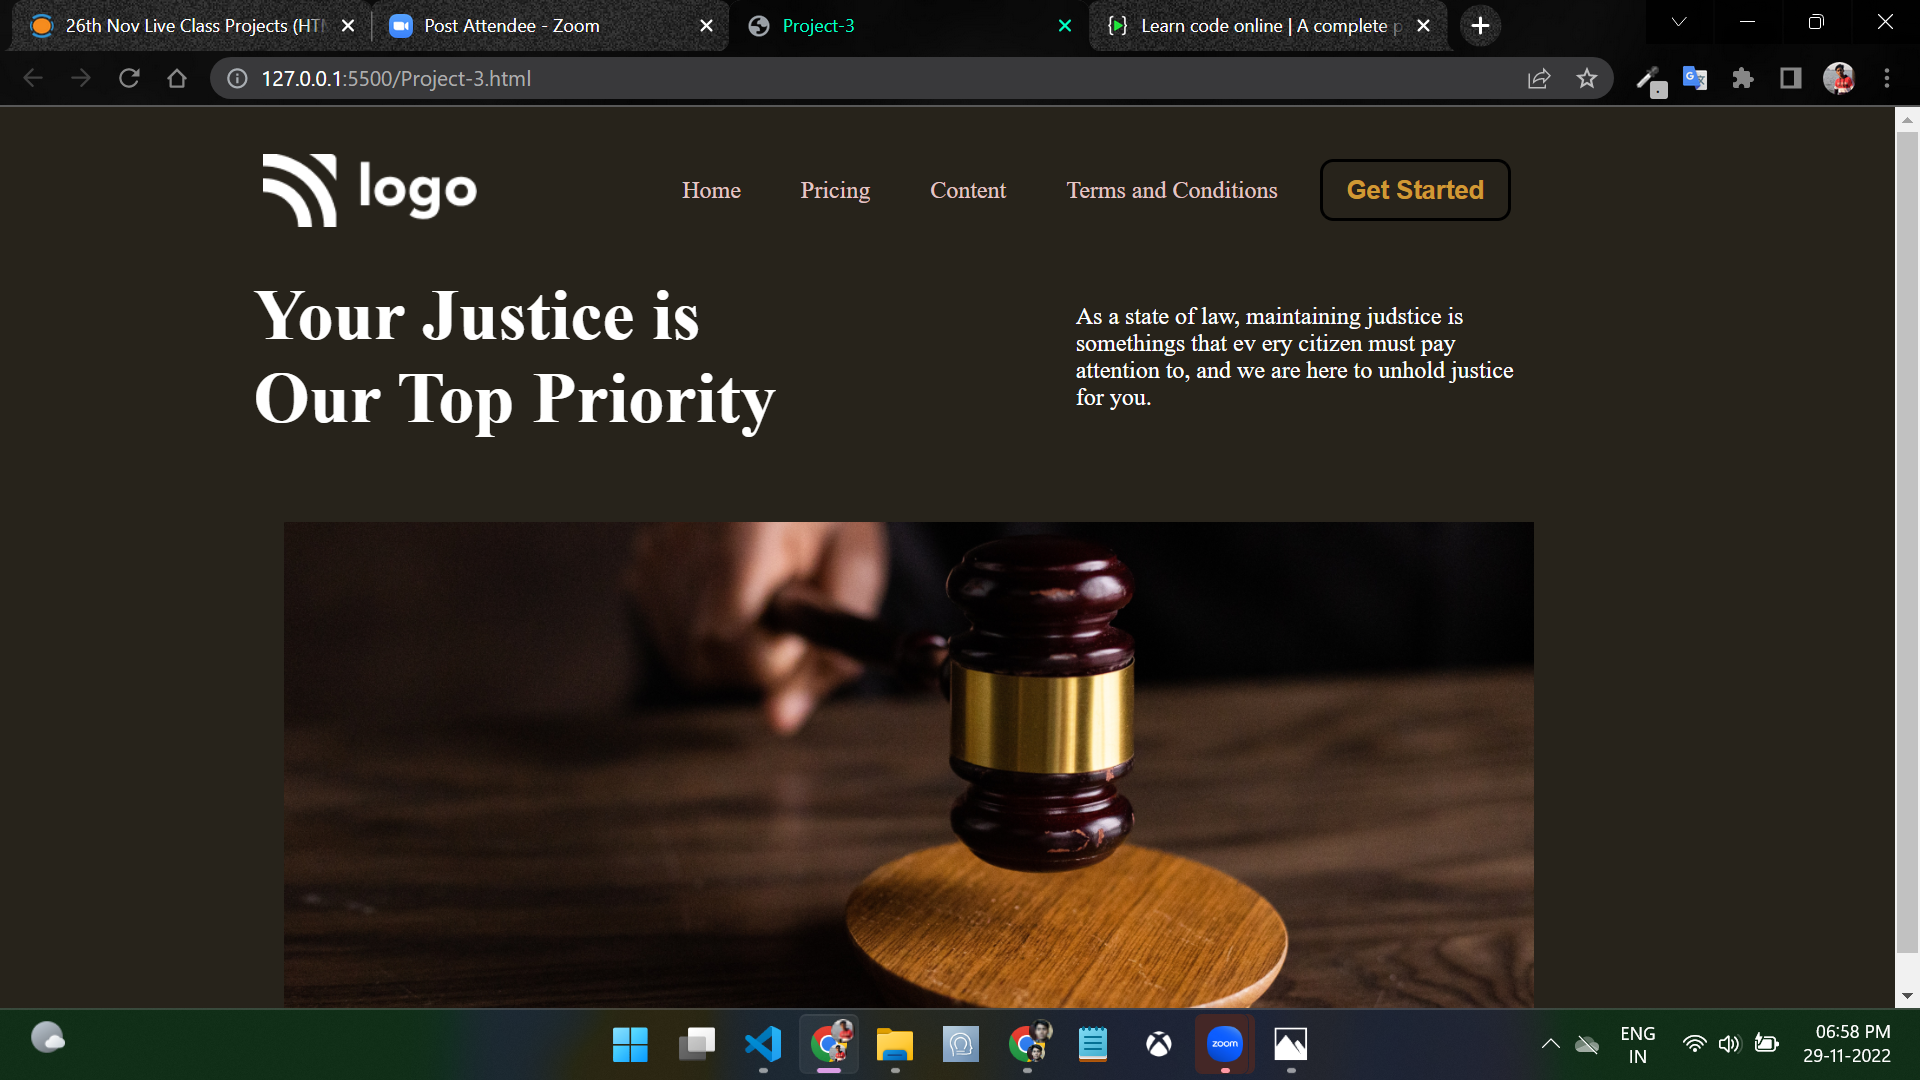 26th Nov Live Class Projects (HT
Post Attendee - Zoom
Project-3
Learn code online | A complete p
127.0.0.1:5500/Project-3.html
logo
Home
Pricing
Content
Terms and Conditions
Get Started
Your Justice is
Our Top Priority
As a state of law, maintaining judstice is
somethings that ev ery citizen must pay
attention to, and we are here to unhold justice
for you.
zoom
ENG
IN
06:58 PM
29-11-2022